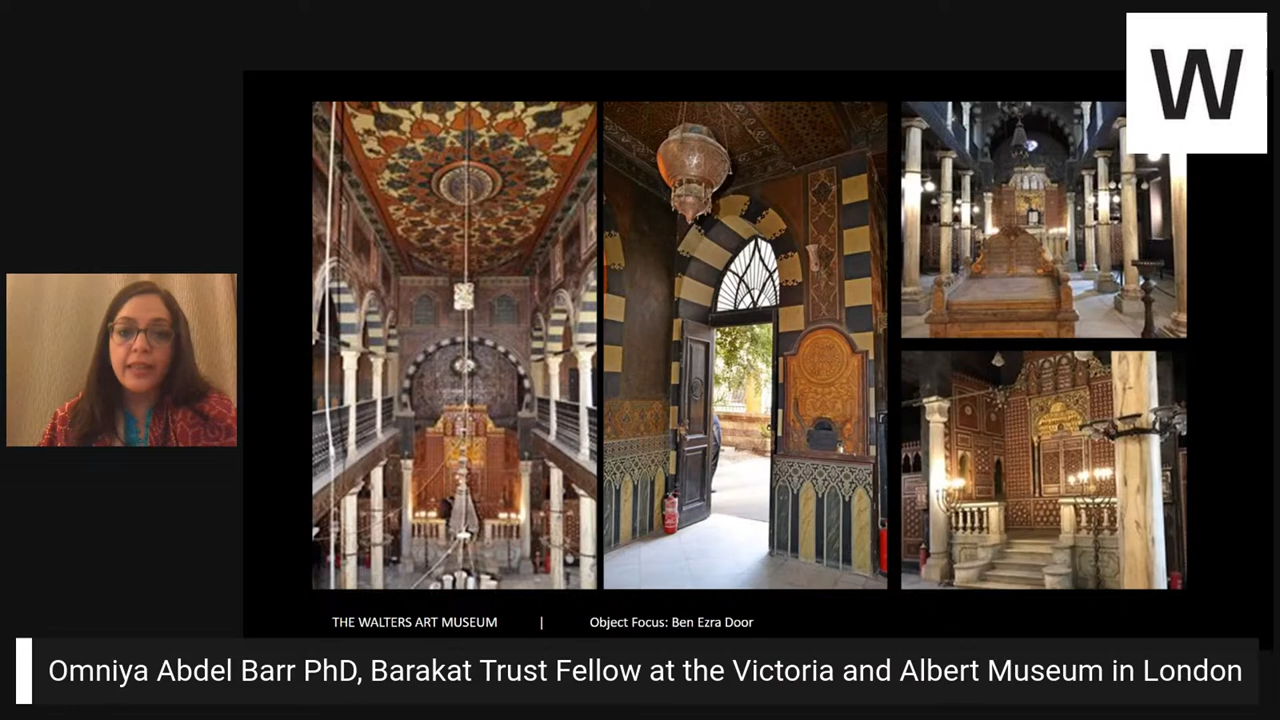 W
THE WALTERS ART MUSEUM | Object Focus: Ben Ezra Door
Omniya Abdel Barr PhD, Barakat Trust Fellow at the Victoria and Albert Museum in London